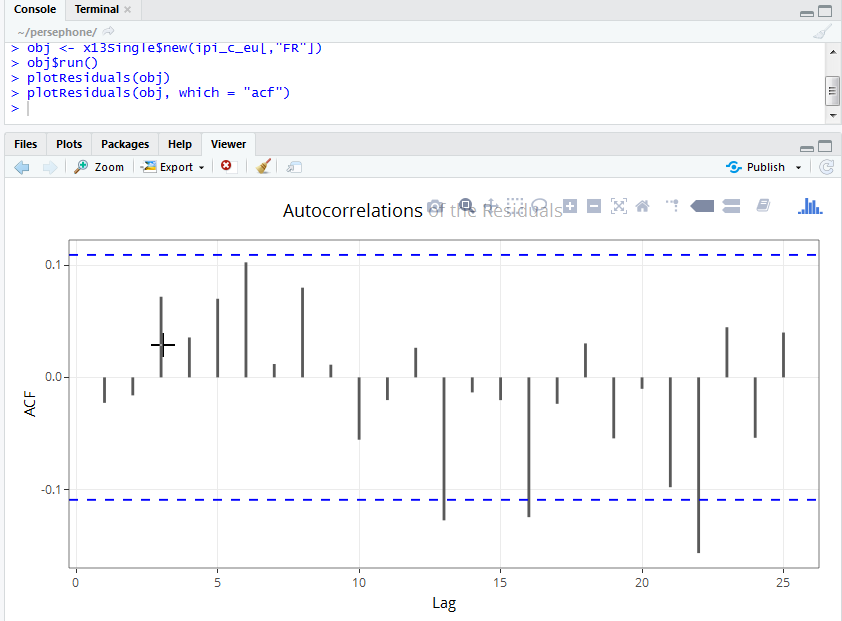 Console Terminal
~/persephone/
> obj <- x13Single$new(ipi_c_eu[,"FR"])
> obj$run()
> plotResiduals(obj)
> plotResiduals(obj, which = "acf")
>
Files Plots Packages Help Viewer
Zoom Export Publish
Autocorrelations of the Residuals
0.1
0.0
-0.1
ACF
0 5 10 15 20 25
Lag